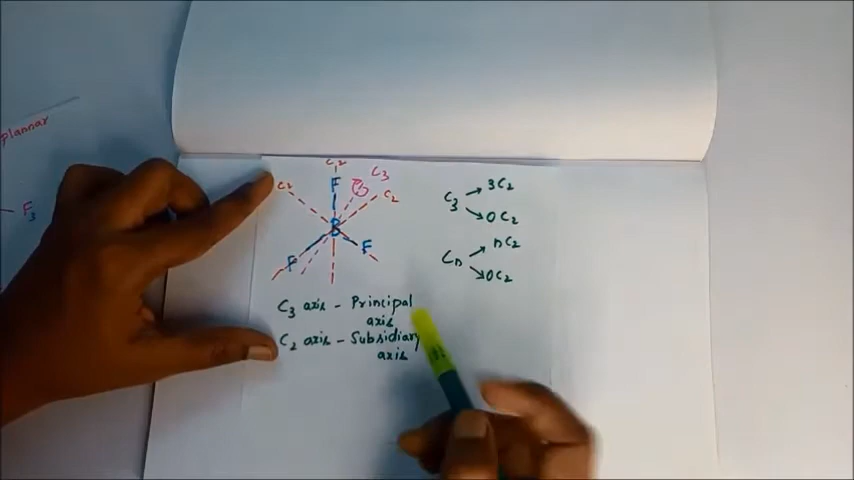 plannar
F3
C2
C2
C3
F
C2
B
F
F
C3 → 3C2
→ 0C2
Cn → nC2
→ 0C2
C3 axis - Principal
axis
C2 axis - Subsidiary
axis